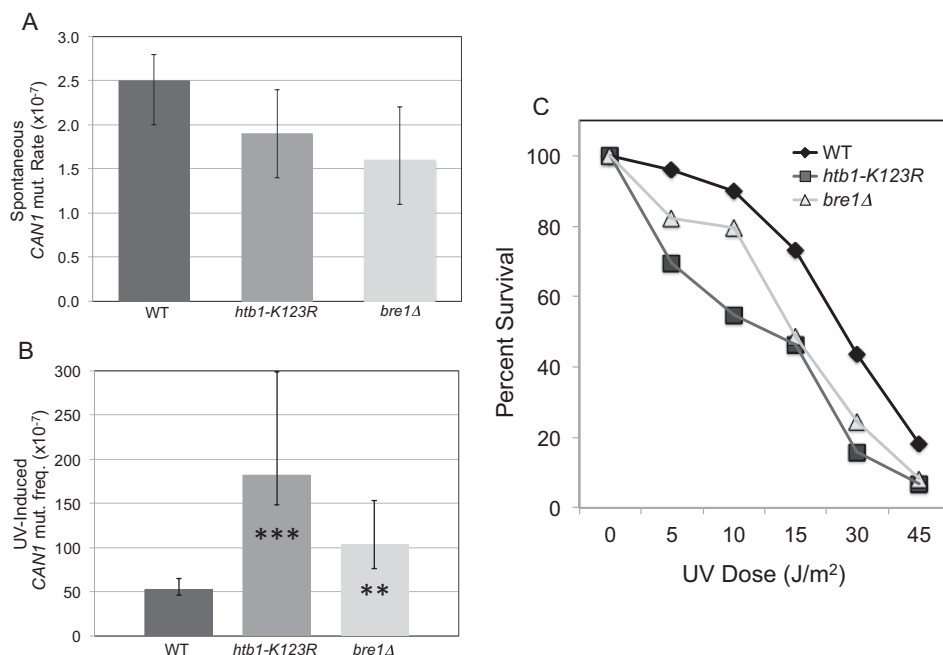 A
Spontaneous
CAN1 mut. Rate (x10-7)
3.0
2.5
2.0
1.5
1.0
0.5
0.0
WT
htb1-K123R
bre1Δ
B
UV-Induced
CAN1 mut. freq. (x10-7)
300
250
200
150
100
50
0
***
**
WT
htb1-K123R
bre1Δ
C
WT
htb1-K123R
bre1Δ
Percent Survival
100
80
60
40
20
0
0 5 10 15 30 45
UV Dose (J/m²)